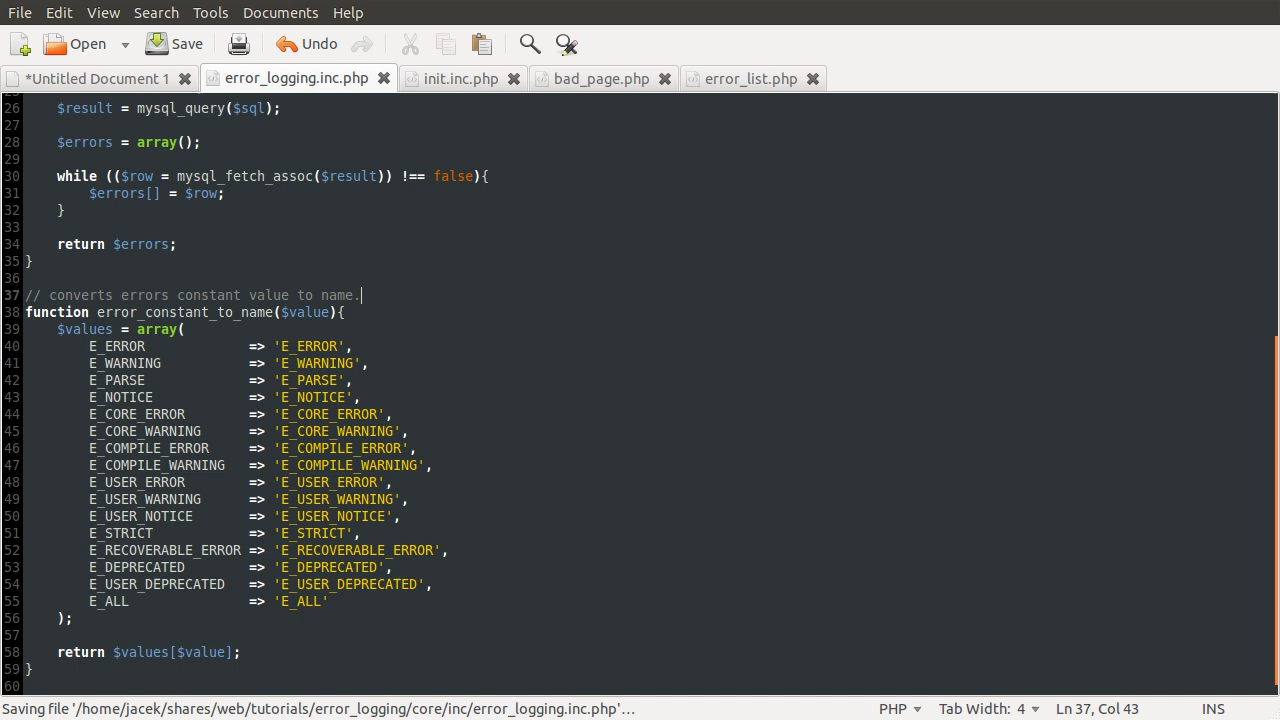 File Edit View Search Tools Documents Help
Open Save Undo
*Untitled Document 1 error_logging.inc.php init.inc.php bad_page.php error_list.php
26 $result = mysql_query($sql);
27
28 $errors = array();
29
30 while (($row = mysql_fetch_assoc($result)) !== false){
31 $errors[] = $row;
32 }
33
34 return $errors;
35 }
36
37 // converts errors constant value to name.
38 function error_constant_to_name($value){
39 $values = array(
40 E_ERROR => 'E_ERROR',
41 E_WARNING => 'E_WARNING',
42 E_PARSE => 'E_PARSE',
43 E_NOTICE => 'E_NOTICE',
44 E_CORE_ERROR => 'E_CORE_ERROR',
45 E_CORE_WARNING => 'E_CORE_WARNING',
46 E_COMPILE_ERROR => 'E_COMPILE_ERROR',
47 E_COMPILE_WARNING => 'E_COMPILE_WARNING',
48 E_USER_ERROR => 'E_USER_ERROR',
49 E_USER_WARNING => 'E_USER_WARNING',
50 E_USER_NOTICE => 'E_USER_NOTICE',
51 E_STRICT => 'E_STRICT',
52 E_RECOVERABLE_ERROR => 'E_RECOVERABLE_ERROR',
53 E_DEPRECATED => 'E_DEPRECATED',
54 E_USER_DEPRECATED => 'E_USER_DEPRECATED',
55 E_ALL => 'E_ALL'
56 );
57
58 return $values[$value];
59 }
60
Saving file '/home/jacek/shares/web/tutorials/error_logging/core/inc/error_logging.inc.php'… PHP Tab Width: 4 Ln 37, Col 43 INS